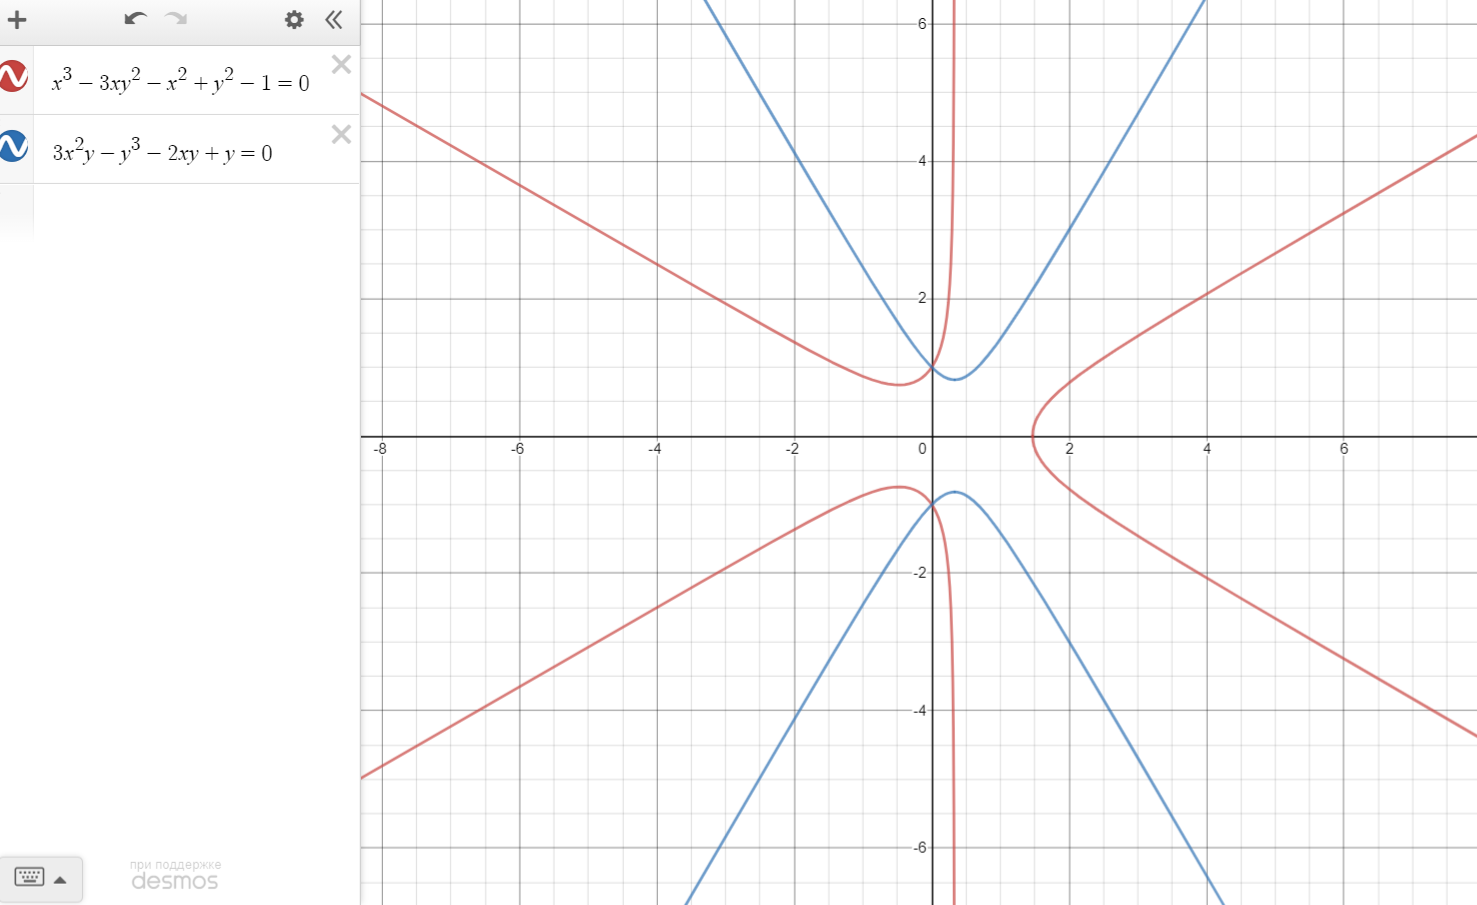 x³ − 3xy² − x² + y² − 1 = 0
3x²y − y³ − 2xy + y = 0
6
4
2
-8 -6 -4 -2 0 2 4 6
-2
-4
-6
при поддержке
desmos